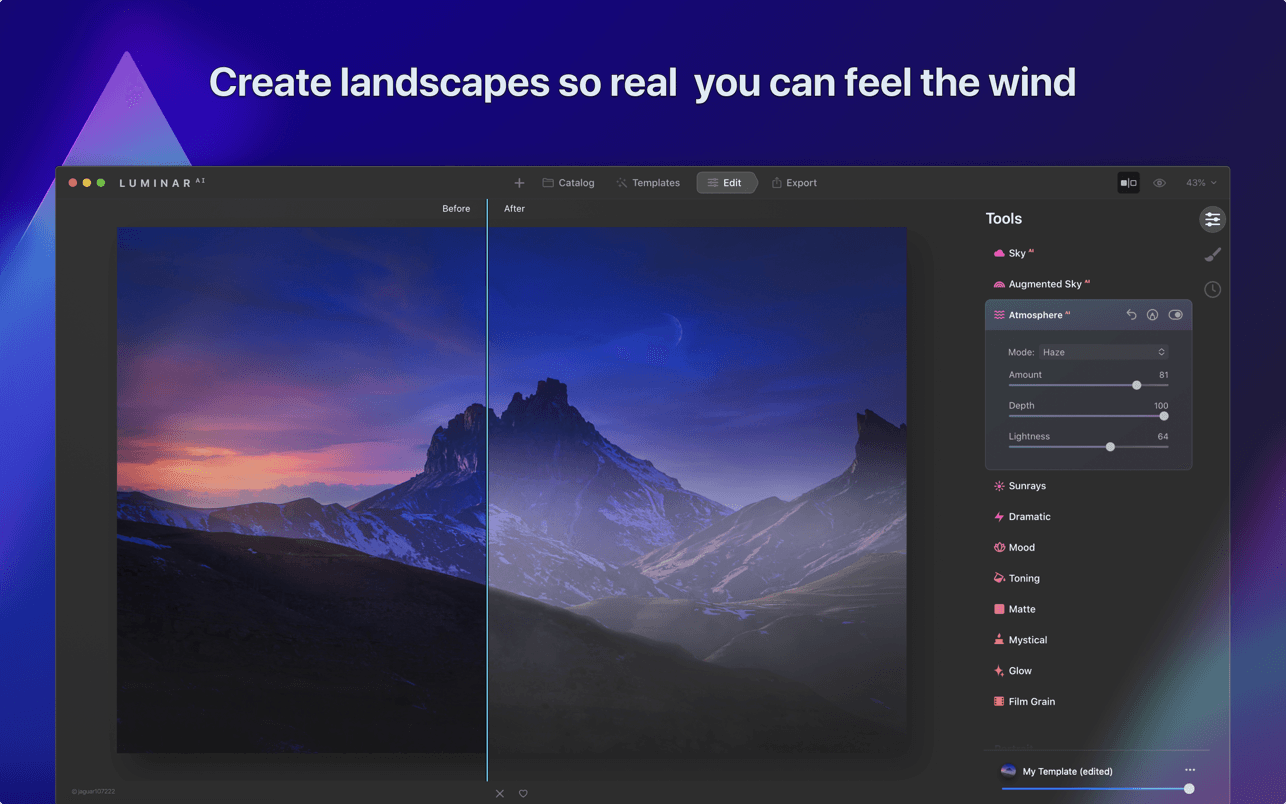 Create landscapes so real you can feel the wind
LUMINAR AI
Catalog
Templates
Edit
Export
43%
Before
After
Tools
Sky AI
Augmented Sky AI
Atmosphere AI
Mode: Haze
Amount 81
Depth 100
Lightness 64
Sunrays
Dramatic
Mood
Toning
Matte
Mystical
Glow
Film Grain
My Template (edited)
©jaguar107222